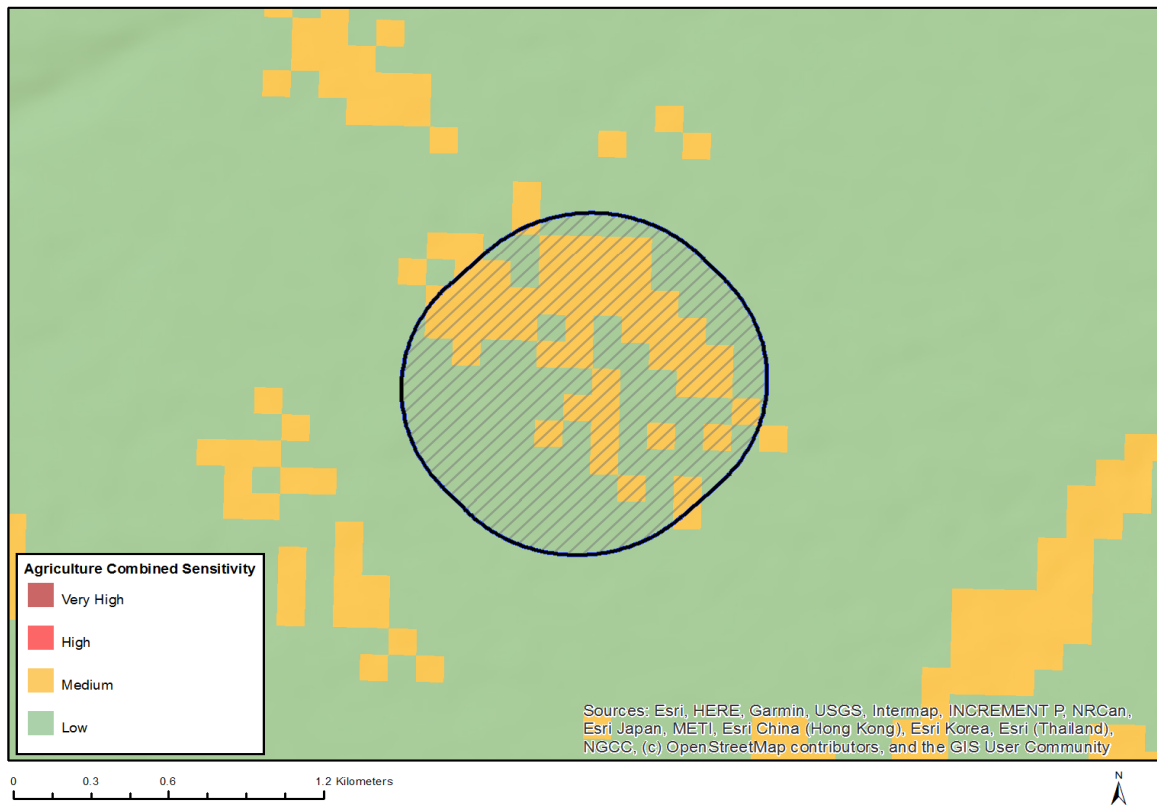 Agriculture Combined Sensitivity
Very High
High
Medium
Low
Sources: Esri, HERE, Garmin, USGS, Intermap, INCREMENT P, NRCan,
Esri Japan, METI, Esri China (Hong Kong), Esri Korea, Esri (Thailand),
NGCC, (c) OpenStreetMap contributors, and the GIS User Community
0 0.3 0.6 1.2 Kilometers
N